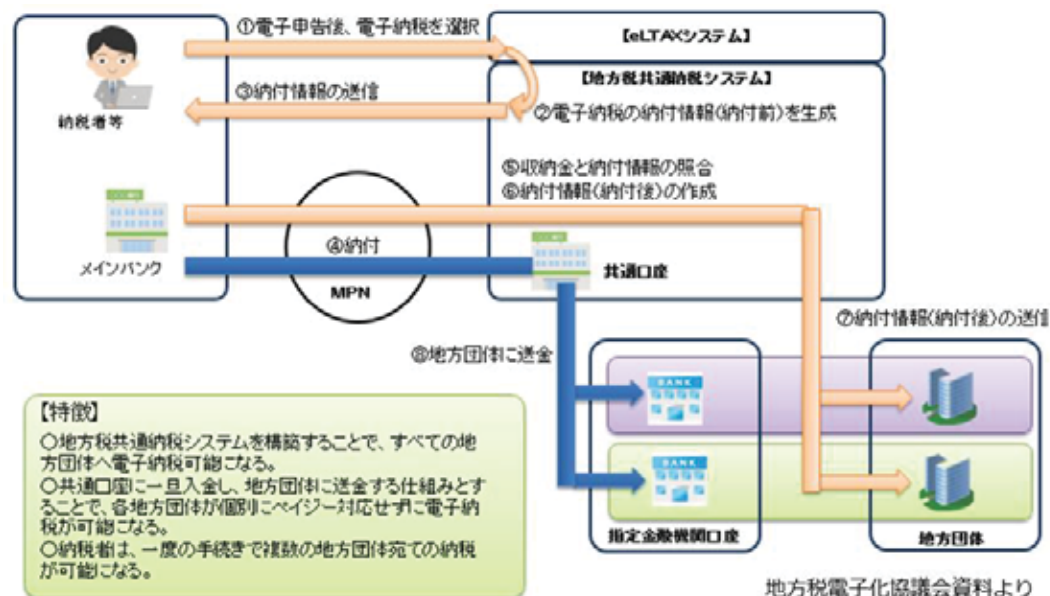 ①電子申告後、電子納税を選択
【eLTAXシステム】
【地方税共通納税システム】
③納付情報の送信
②電子納税の納付情報(納付前)を生成
納税者等
⑤収納金と納付情報の照合
⑥納付情報(納付後)の作成
④納付
メインバンク
共通口座
MPN
⑦納付情報(納付後)の送信
⑧地方団体に送金
BANK
BANK
指定金融機関口座
地方団体
【特徴】
○地方税共通納税システムを構築することで、すべての地
方団体へ電子納税可能になる。
○共通口座に一旦入金し、地方団体に送金する仕組みとす
ることで、各地方団体が個別にペイジー対応せずに電子納
税が可能になる。
○納税者は、一度の手続きで複数の地方団体宛ての納税
が可能になる。
地方税電子化協議会資料より